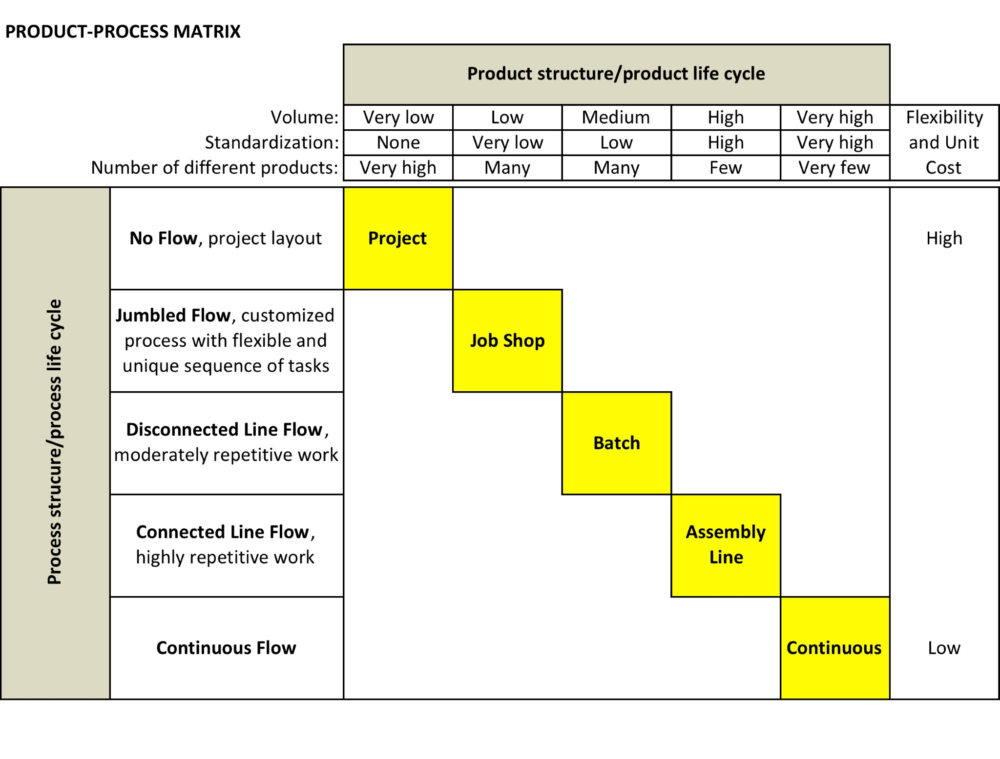 PRODUCT-PROCESS MATRIX
Product structure/product life cycle
Volume: Very low Low Medium High Very high Flexibility
Standardization: None Very low Low High Very high and Unit
Number of different products: Very high Many Many Few Very few Cost
Process strucure/process life cycle
No Flow, project layout Project High
Jumbled Flow, customized
process with flexible and Job Shop
unique sequence of tasks
Disconnected Line Flow,
moderately repetitive work
Batch
Connected Line Flow,
highly repetitive work
Assembly
Line
Continuous Flow Continuous Low